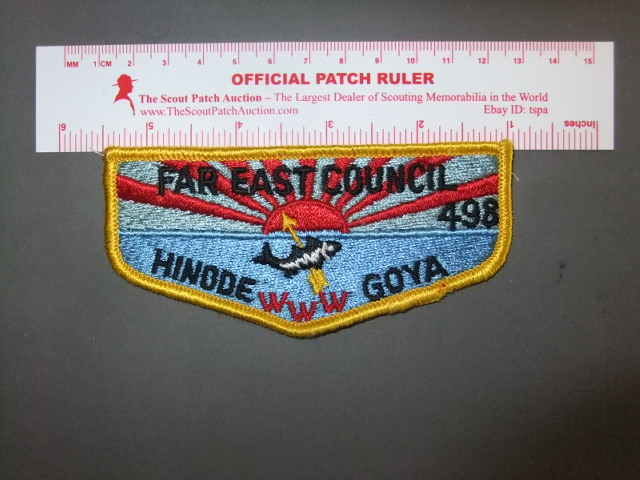 MM 1 CM 2 3 4 5 6 7 8 9 10 11 12 13 14 15
OFFICIAL PATCH RULER
The Scout Patch Auction – The Largest Dealer of Scouting Memorabilia in the World
www.TheScoutPatchAuction.com Ebay ID: tspa
6 5 4 3 2 1 Inches
FAR EAST COUNCIL
498
HINODE GOYA
WWW